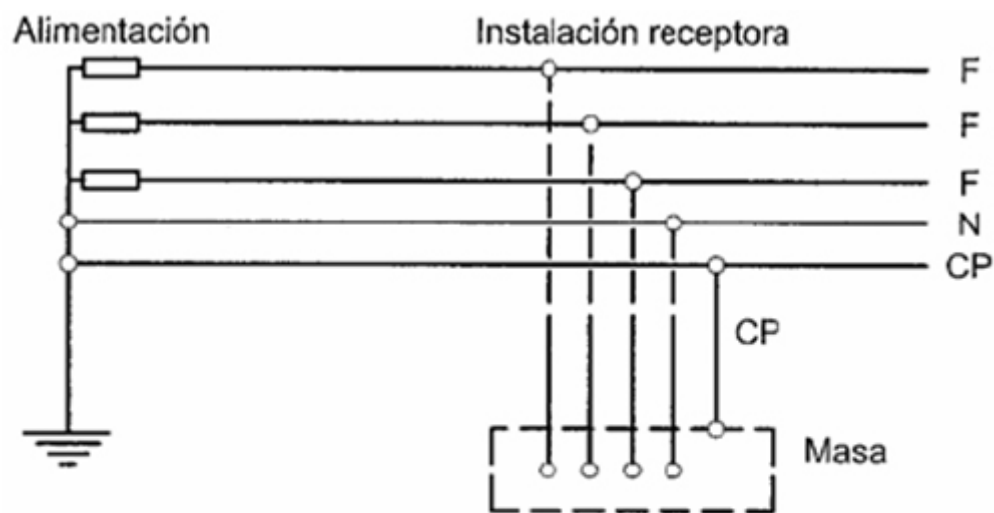 Alimentación
Instalación receptora
F
F
F
N
CP
CP
Masa